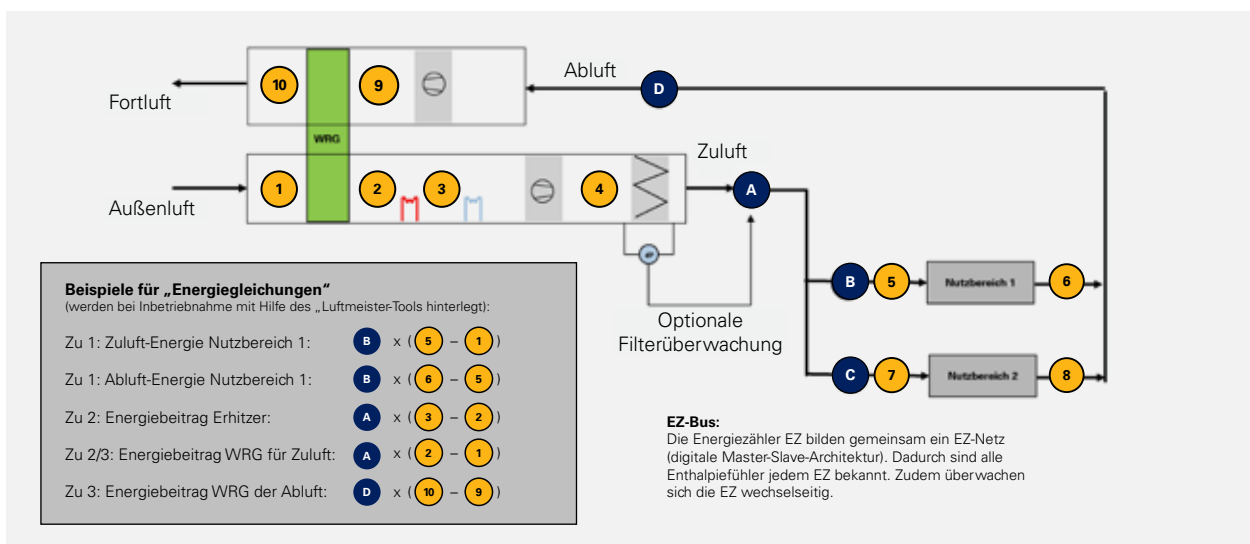 Abluft
10
9
D
Fortluft
WRG
Zuluft
1
2
3
4
A
Außenluft
B
5
Nutzbereich 1
6
Optionale
Filterüberwachung
C
7
Nutzbereich 2
8
Beispiele für „Energiegleichungen“
(werden bei Inbetriebnahme mit Hilfe des „Luftmeister-Tools hinterlegt):
Zu 1: Zuluft-Energie Nutzbereich 1: B x ( 5 – 1 )
Zu 1: Abluft-Energie Nutzbereich 1: B x ( 6 – 5 )
Zu 2: Energiebeitrag Erhitzer: A x ( 3 – 2 )
Zu 2/3: Energiebeitrag WRG für Zuluft: A x ( 2 – 1 )
Zu 3: Energiebeitrag WRG der Abluft: D x ( 10 – 9 )
EZ-Bus:
Die Energiezähler EZ bilden gemeinsam ein EZ-Netz
(digitale Master-Slave-Architektur). Dadurch sind alle
Enthalpiefühler jedem EZ bekannt. Zudem überwachen
sich die EZ wechselseitig.